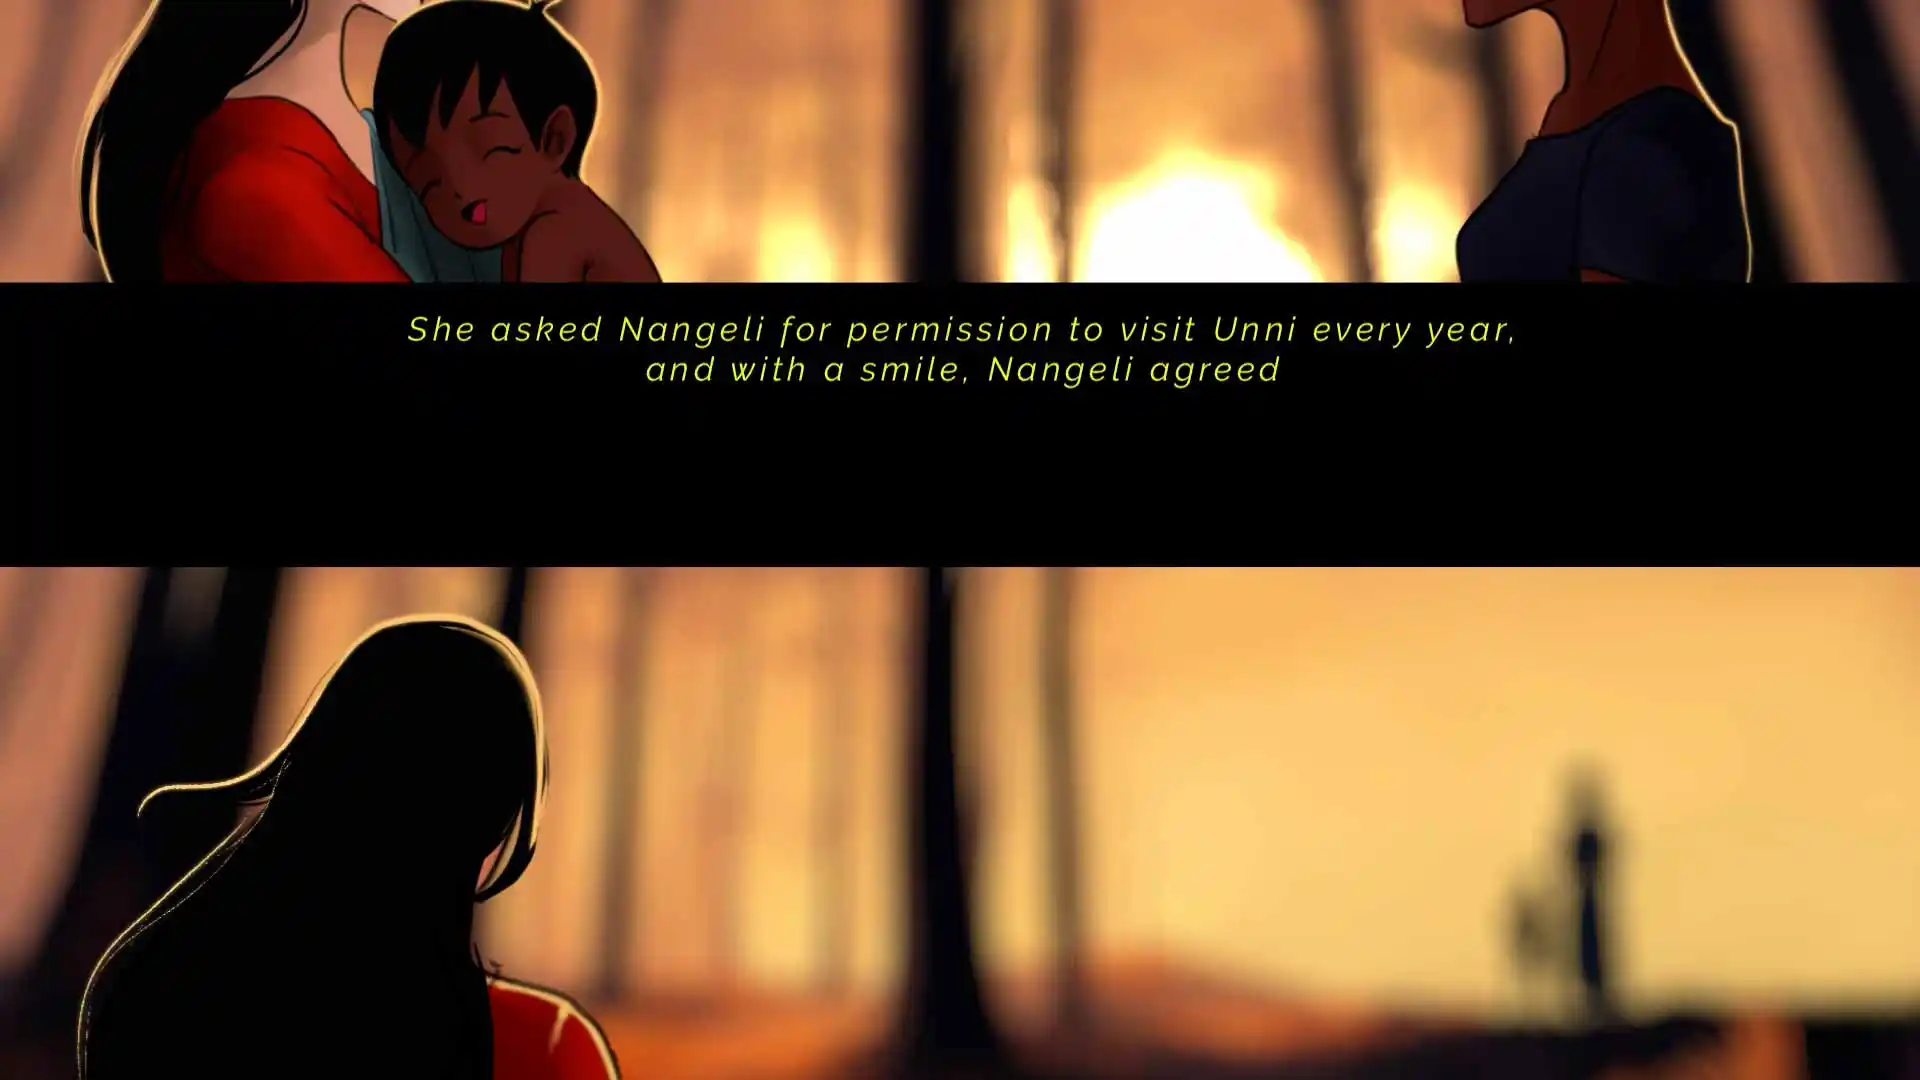 She asked Nangeli for permission to visit Unni every year,
and with a smile, Nangeli agreed